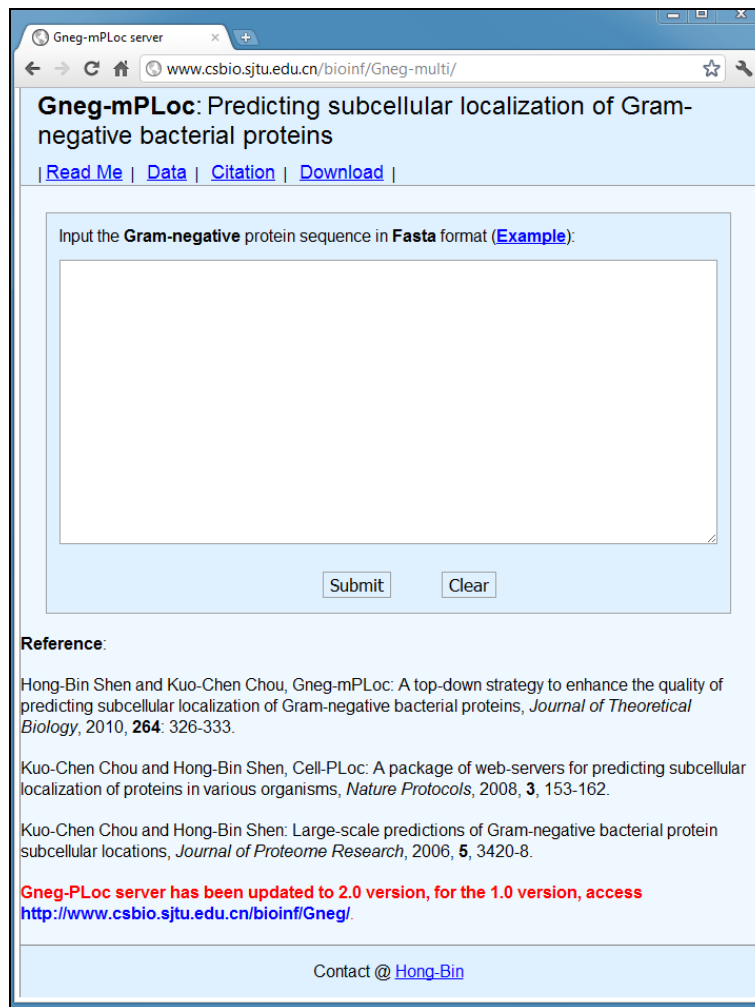 Gneg-mPLoc server
www.csbio.sjtu.edu.cn/bioinf/Gneg-multi/
Gneg-mPLoc: Predicting subcellular localization of Gram-
negative bacterial proteins
| Read Me | Data | Citation | Download |
Input the Gram-negative protein sequence in Fasta format (Example):
Submit Clear
Reference:
Hong-Bin Shen and Kuo-Chen Chou, Gneg-mPLoc: A top-down strategy to enhance the quality of
predicting subcellular localization of Gram-negative bacterial proteins, Journal of Theoretical
Biology, 2010, 264: 326-333.
Kuo-Chen Chou and Hong-Bin Shen, Cell-PLoc: A package of web-servers for predicting subcellular
localization of proteins in various organisms, Nature Protocols, 2008, 3, 153-162.
Kuo-Chen Chou and Hong-Bin Shen: Large-scale predictions of Gram-negative bacterial protein
subcellular locations, Journal of Proteome Research, 2006, 5, 3420-8.
Gneg-PLoc server has been updated to 2.0 version, for the 1.0 version, access
http://www.csbio.sjtu.edu.cn/bioinf/Gneg/.
Contact @ Hong-Bin